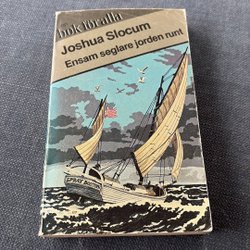 bok för alla
Joshua Slocum
Ensam seglare jorden runt